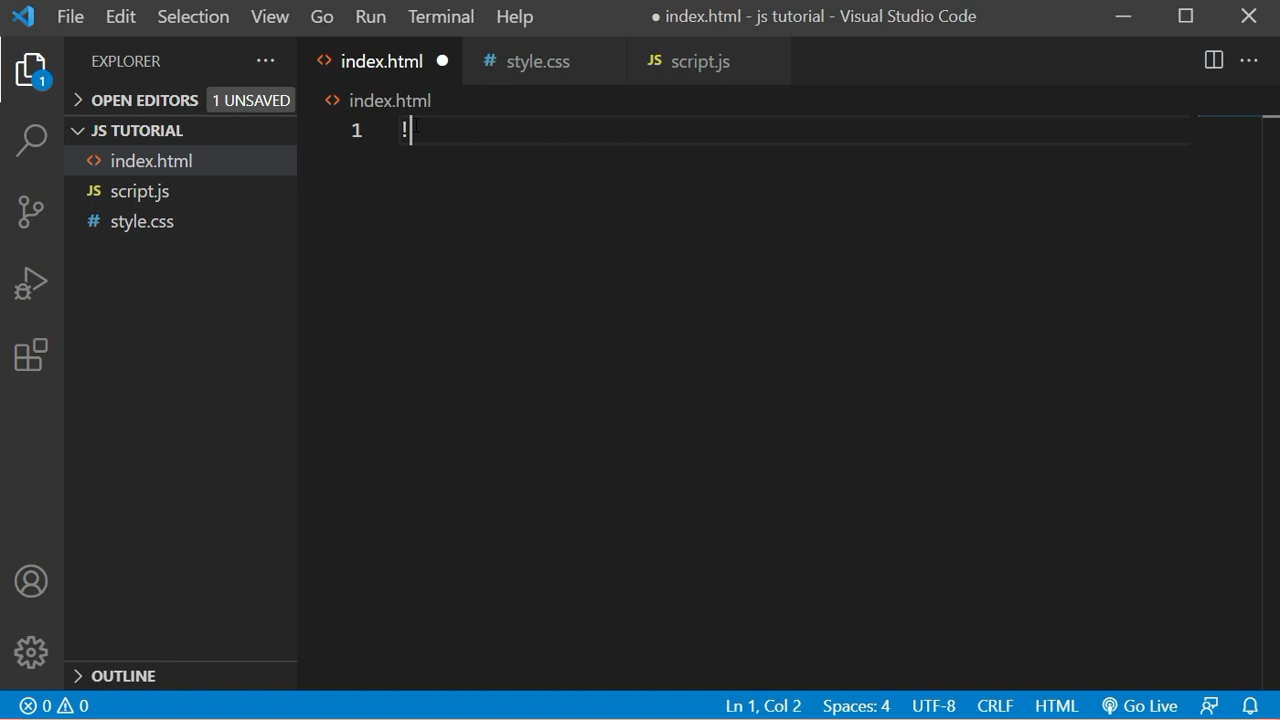 File Edit Selection View Go Run Terminal Help ● index.html - js tutorial - Visual Studio Code
EXPLORER ···
1
OPEN EDITORS 1 UNSAVED
JS TUTORIAL
index.html
JS script.js
# style.css
OUTLINE
index.html
# style.css
JS script.js
index.html
1 !
0 0
Ln 1, Col 2 Spaces: 4 UTF-8 CRLF HTML Go Live